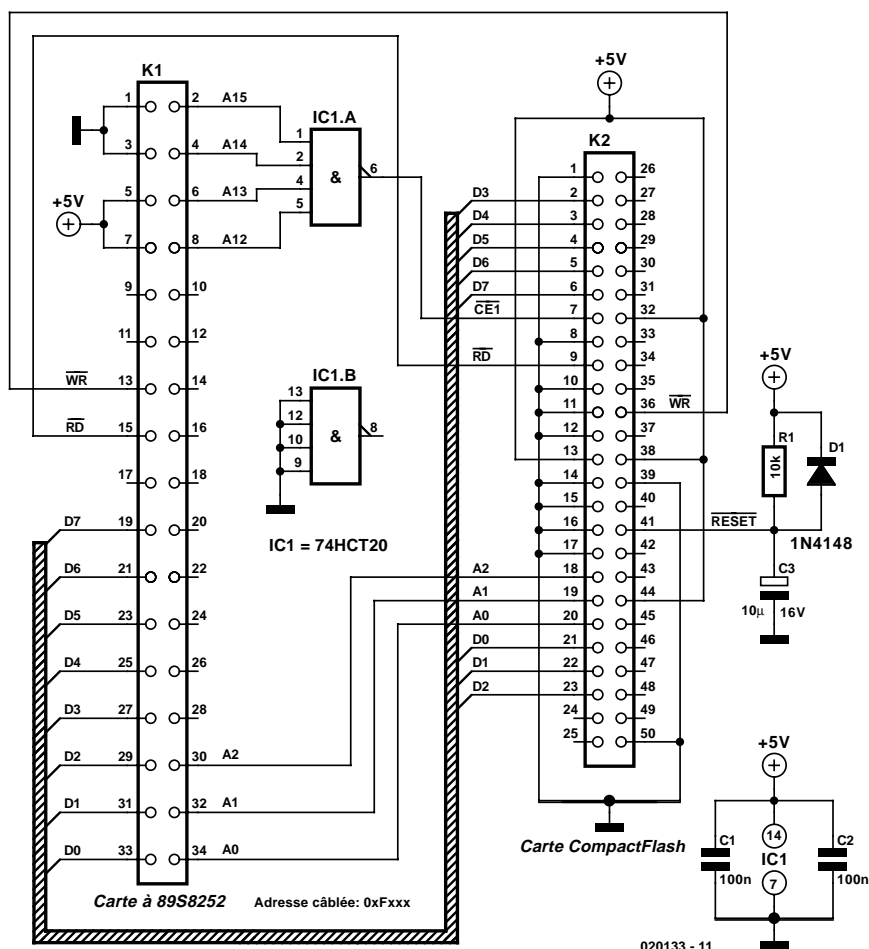 K1
1
2
A15
3
4
A14
5
6
A13
7
8
A12
9
10
11
12
WR
13
14
RD
15
16
17
18
D7
19
20
D6
21
22
D5
23
24
D4
25
26
D3
27
28
D2
29
30
A2
D1
31
32
A1
D0
33
34
A0
+5V
Carte à 89S8252
Adresse câblée: 0xFxxx
IC1.A
1
2
4
5
&
6
IC1.B
13
12
10
9
&
8
IC1 = 74HCT20
+5V
K2
1
26
D3
2
27
D4
3
28
D5
4
29
D6
5
30
D7
6
31
CE1
7
32
8
33
RD
9
34
10
35
11
36
WR
12
37
13
38
14
39
15
40
16
41
RESET
17
42
A2
18
43
A1
19
44
A0
20
45
D0
21
46
D1
22
47
D2
23
48
24
49
25
50
Carte CompactFlash
+5V
R1
10k
D1
1N4148
C3
10µ
16V
+5V
C1
100n
14
IC1
7
C2
100n
020133 - 11